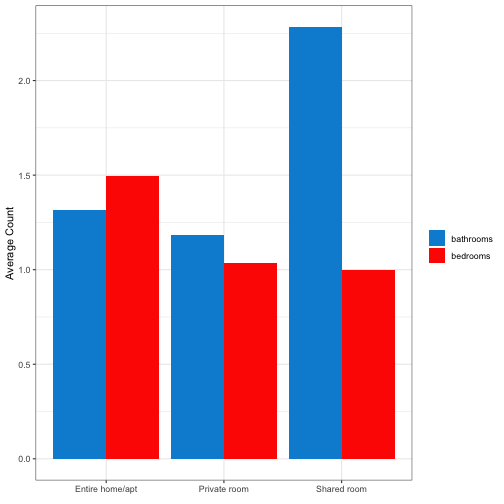 Average Count
2.0
1.5
1.0
0.5
0.0
Entire home/apt
Private room
Shared room
bathrooms
bedrooms